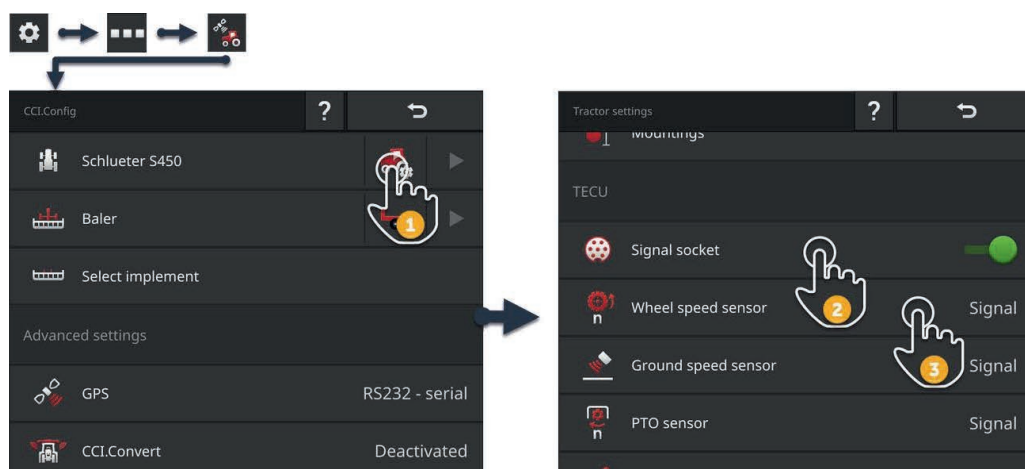 CCI.Config
?
Schlueter S450
1
Baler
Select implement
Advanced settings
GPS
RS232 - serial
CCI.Convert
Deactivated
Tractor settings
?
Mountings
TECU
Signal socket
2
n
Wheel speed sensor
Signal
3
Ground speed sensor
Signal
n
PTO sensor
Signal